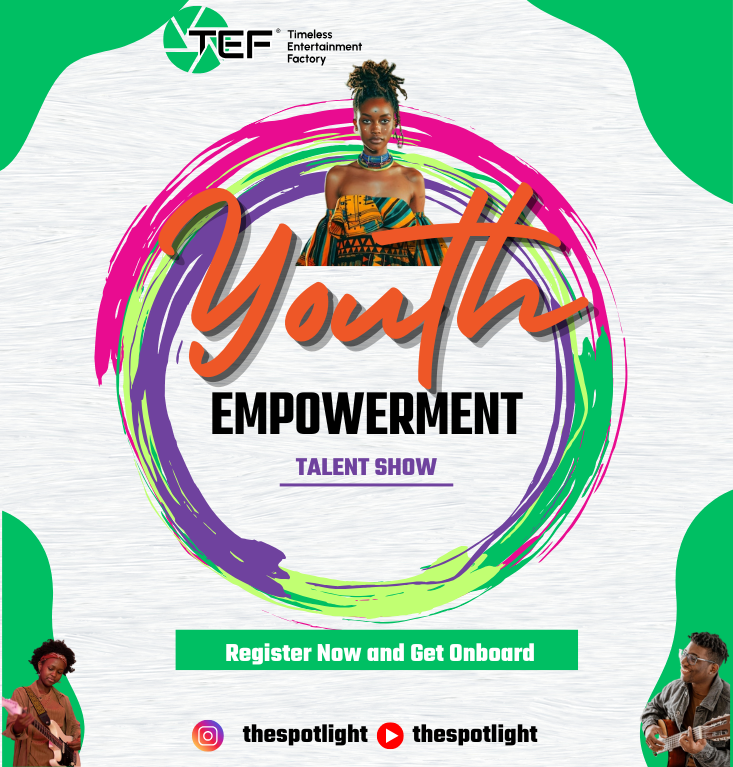 TEF®
Timeless
Entertainment
Factory
Youth
EMPOWERMENT
TALENT SHOW
Register Now and Get Onboard
thespotlight thespotlight